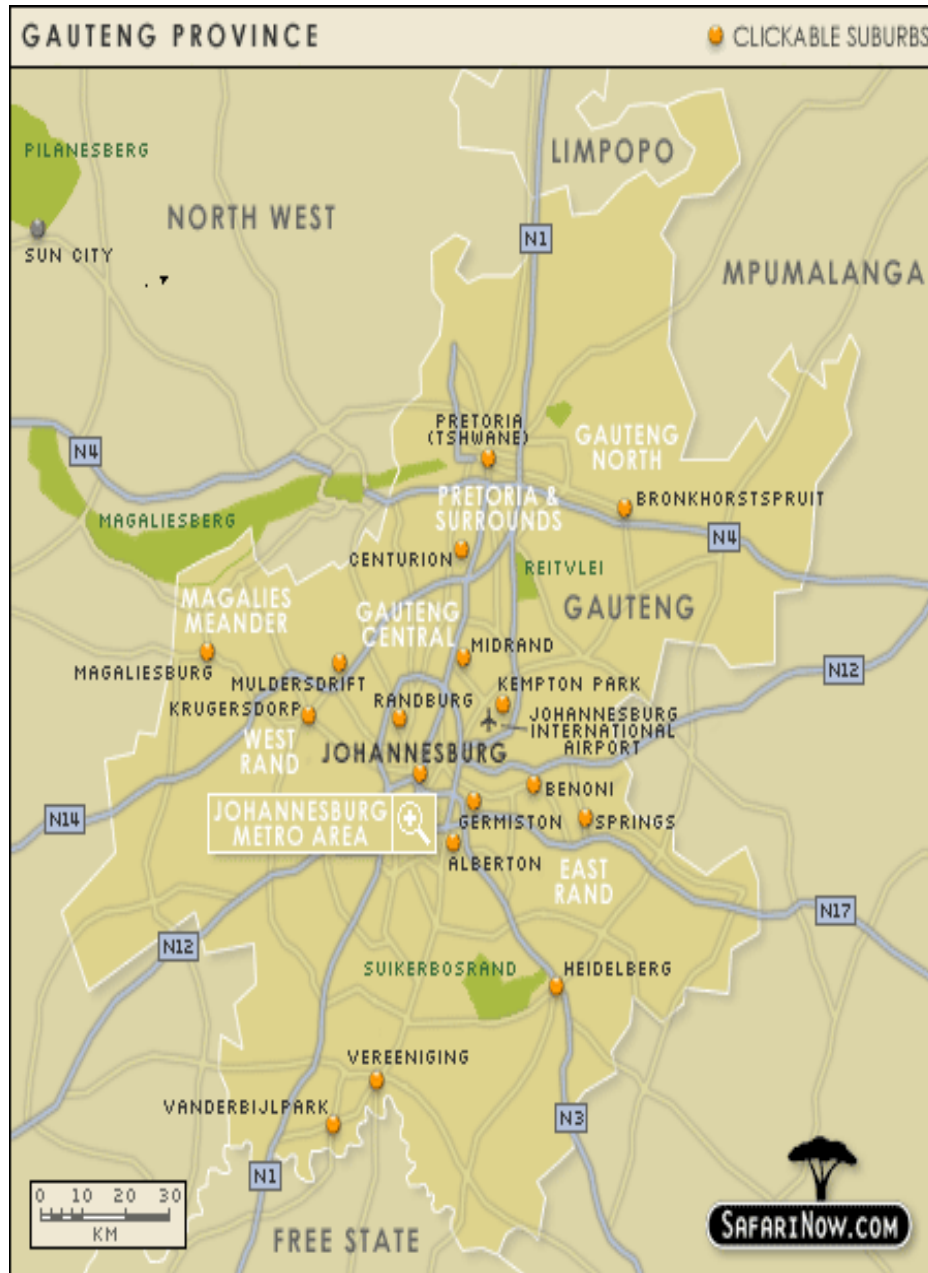 GAUTENG PROVINCE
CLICKABLE SUBURBS
PILANESBERG
LIMPOPO
NORTH WEST
N1
SUN CITY
MPUMALANGA
PRETORIA
(TSHWANE)
GAUTENG
NORTH
N4
PRETORIA &
SURROUNDS
BRONKHORSTSPRUIT
MAGALIESBERG
N4
CENTURION
REITVLEI
MAGALIES
MEANDER
GAUTENG
CENTRAL
GAUTENG
MIDRAND
MAGALIESBURG
N12
MULDERSDRIFT
KEMPTON PARK
KRUGERSDORP
RANDBURG
JOHANNESBURG
INTERNATIONAL
AIRPORT
WEST
RAND
JOHANNESBURG
BENONI
N14
JOHANNESBURG
METRO AREA
GERMISTON
SPRINGS
ALBERTON
EAST
RAND
N17
N12
SUIKERBOSRAND
HEIDELBERG
VEREENIGING
VANDERBIJLPARK
N3
N1
0 10 20 30
KM
FREE STATE
SAFARINOW.COM